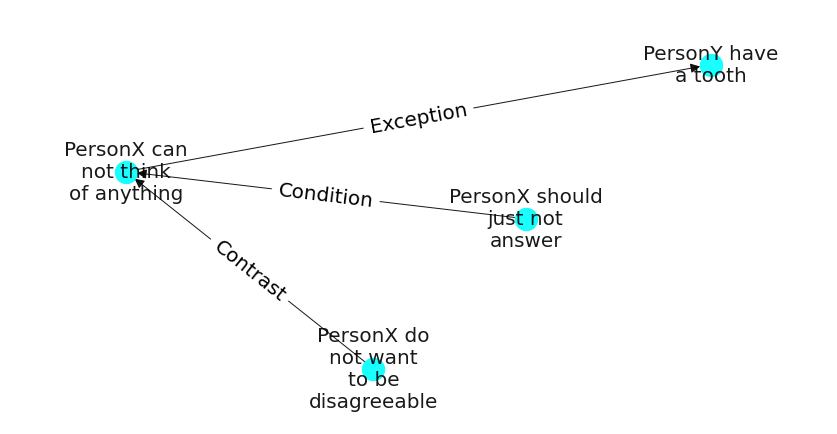 PersonY have
a tooth
Exception
PersonX can
not think
of anything
Condition
PersonX should
just not
answer
Contrast
PersonX do
not want
to be
disagreeable